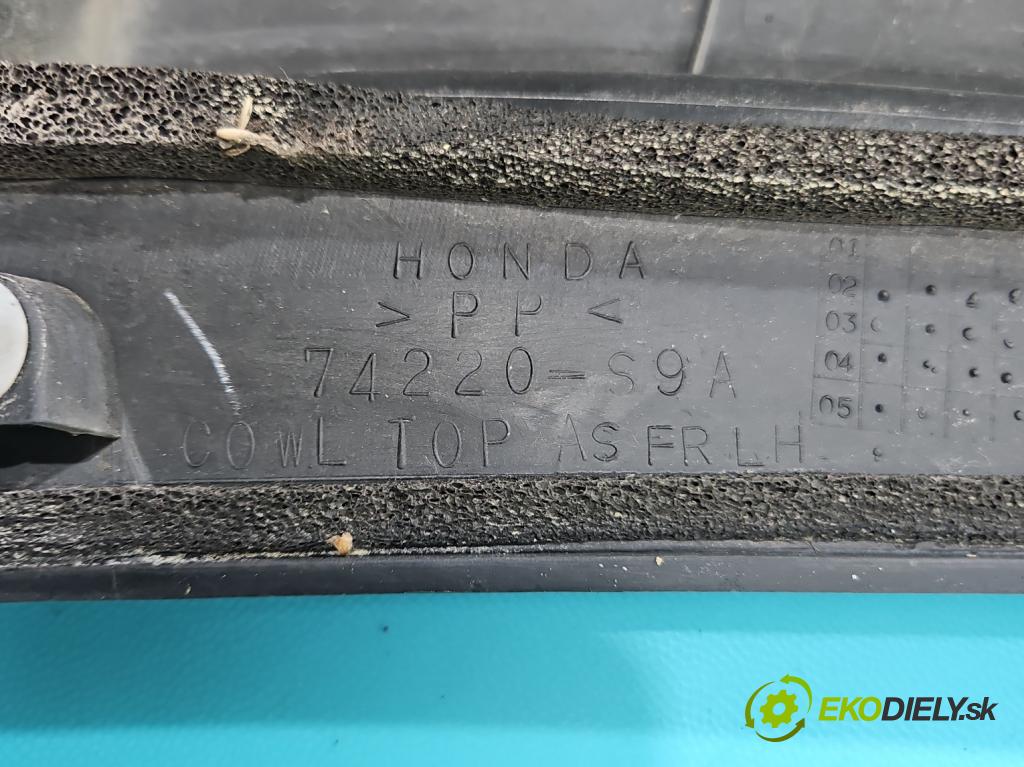 HONDA
>PP<
74220-S9A
COWL TOP AS FR LH
01
02
03
04
05
EKODIELY.sk